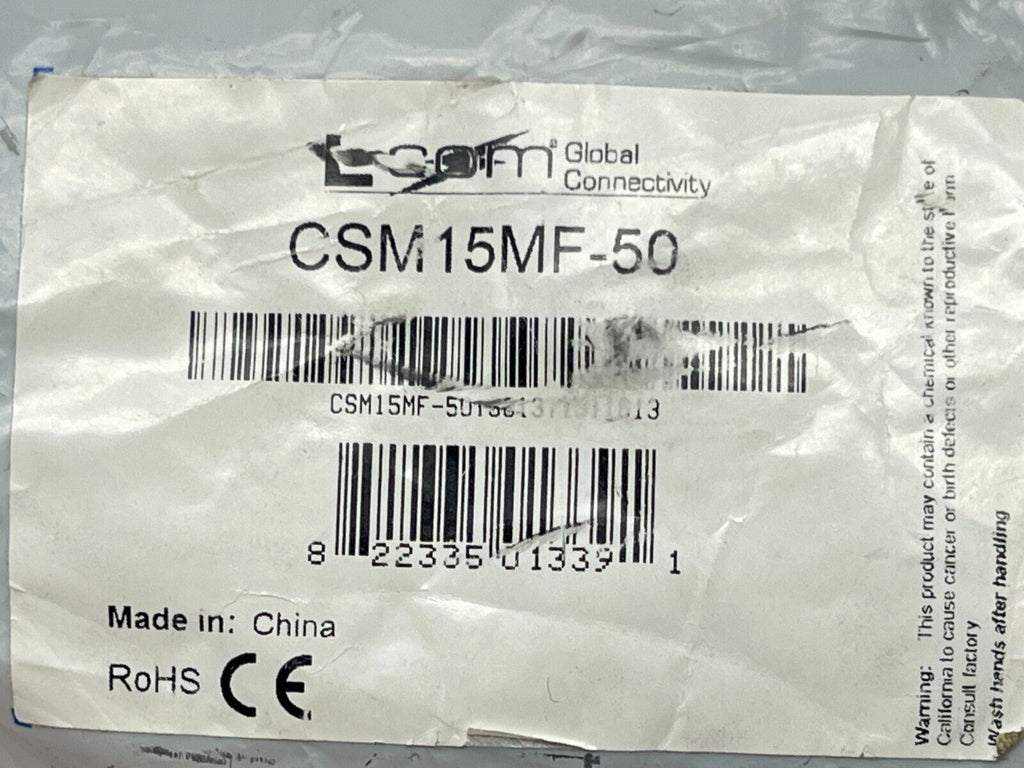 L-com® Global
Connectivity
CSM15MF-50
CSM15MF-50
8 22335 01339 1
Made in: China
RoHS CE
Warning: This product may contain a chemical known to the state of
California to cause cancer or birth defects or other reproductive harm
Consult factory
Wash hands after handling